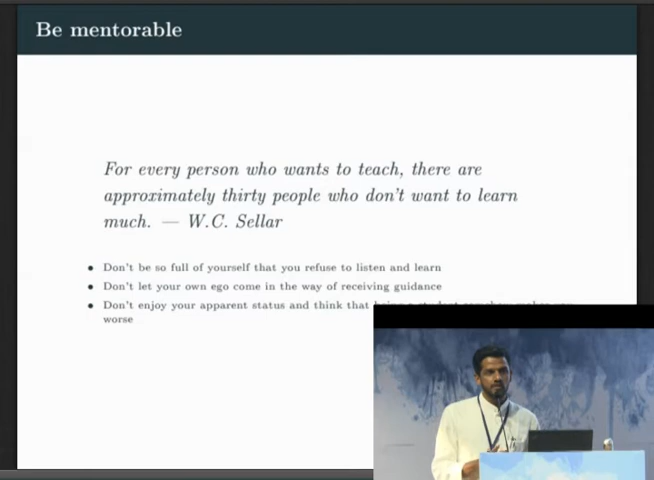 Be mentorable
For every person who wants to teach, there are
approximately thirty people who don't want to learn
much. — W.C. Sellar
• Don't be so full of yourself that you refuse to listen and learn
• Don't let your own ego come in the way of receiving guidance
• Don't enjoy your apparent status and think that
worse